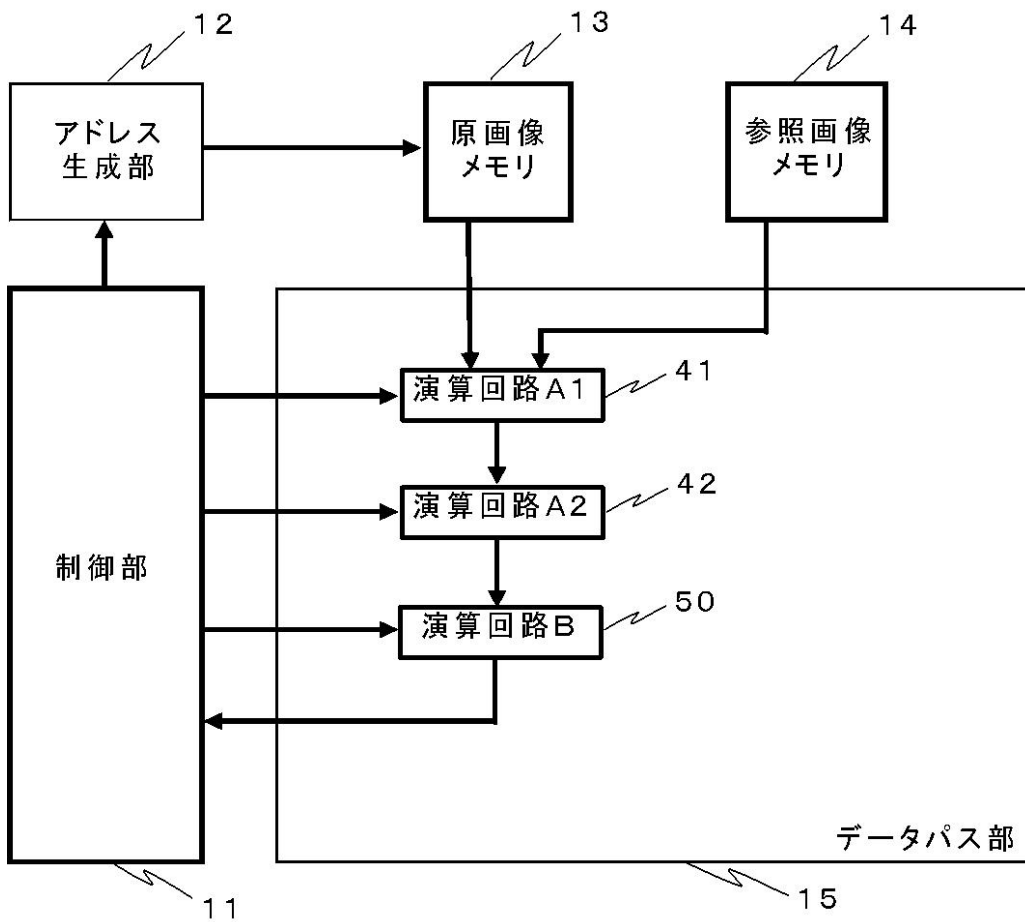 12
13
14
アドレス
生成部
原画像
メモリ
参照画像
メモリ
演算回路A1
41
演算回路A2
42
制御部
演算回路B
50
データパス部
11
15